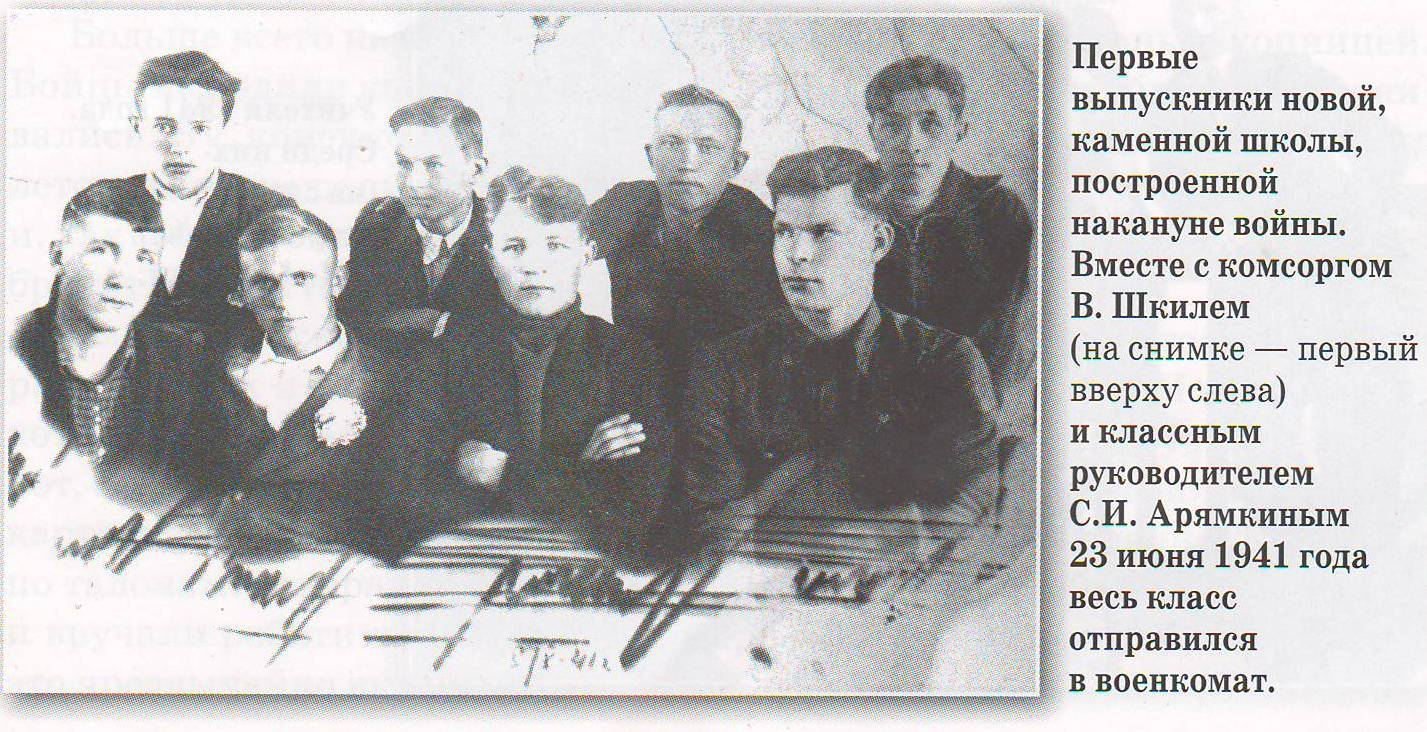 Первые
выпускники новой,
каменной школы,
построенной
накануне войны.
Вместе с комсоргом
В. Шкилем
(на снимке — первый
вверху слева)
и классным
руководителем
С.И. Арямкиным
23 июня 1941 года
весь класс
отправился
в военкомат.